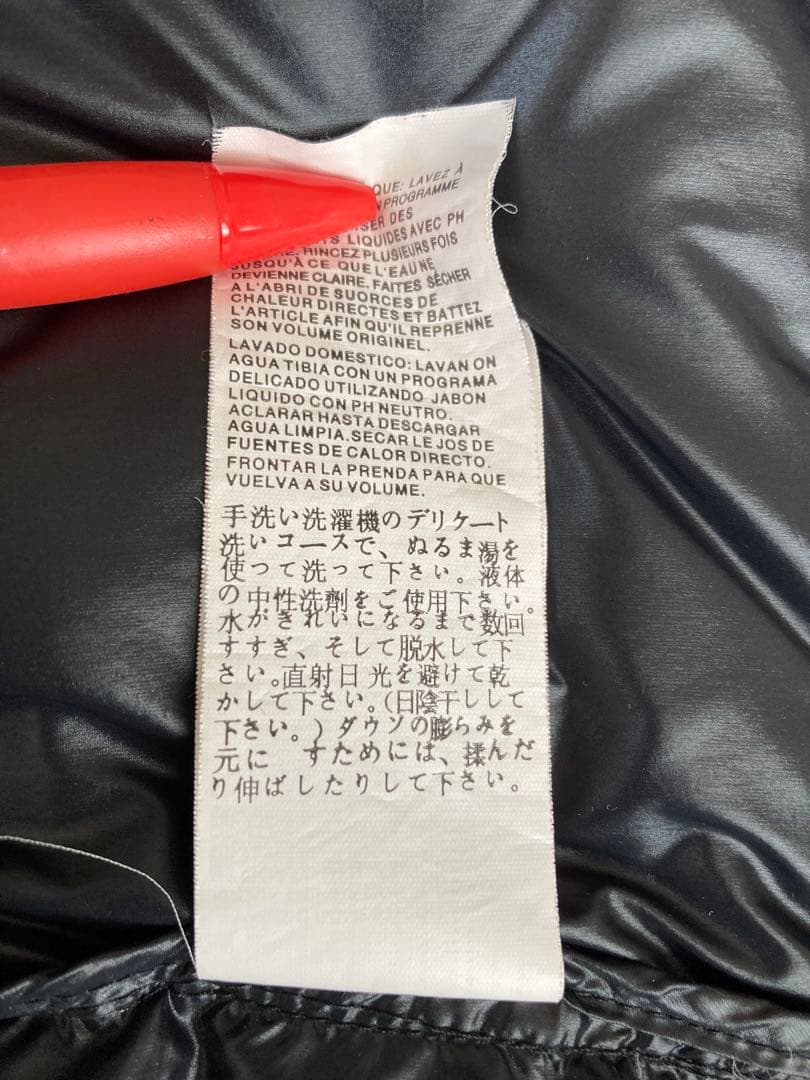 QUE: LAVEZ À
PROGRAMME
DES
LIQUIDES AVEC PH
RINCEZ PLUSIEURS FOIS
JUSQU'À CE QUE L'EAU NE
DEVIENNE CLAIRE. FAITES SÉCHER
A L'ABRI DE SUORCES DE
CHALEUR DIRECTES ET BATTEZ
L'ARTICLE AFIN QU'IL REPRENNE
SON VOLUME ORIGINEL.
LAVADO DOMESTICO: LAVAN ON
AGUA TIBIA CON UN PROGRAMA
DELICADO UTILIZANDO JABON
LIQUIDO CON PH NEUTRO.
ACLARAR HASTA DESCARGAR
AGUA LIMPIA. SECAR LE JOS DE
FUENTES DE CALOR DIRECTO.
FRONTAR LA PRENDA PARA QUE
VUELVA A SU VOLUME.
手洗い洗濯機のデリケート
洗いコースで、ぬるま湯を
使つて洗って下さい。液体
の中性洗剤をご使用下さい。
水がきれいになるまで数回
すすぎ、そして脱水して下
さい。直射日光を避けて乾
かして下さい。(日陰干しして
下さい。)ダウソの膨らみを
元に すためには、揉んだ
り伸ばしたりして下さい。